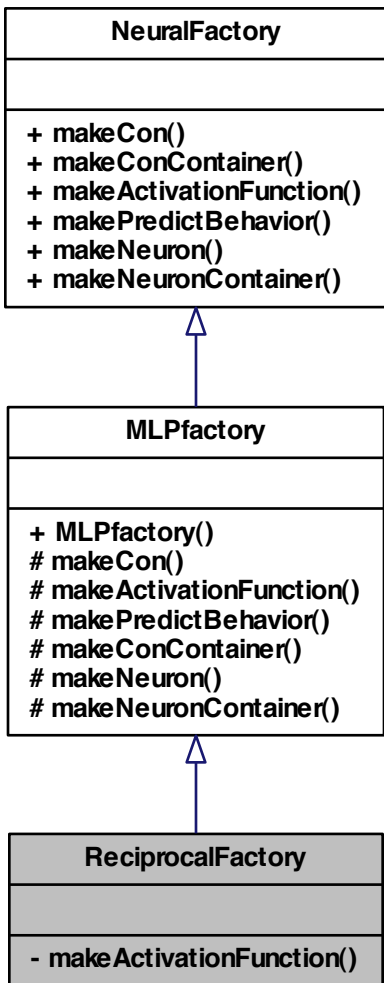 NeuralFactory
+ makeCon()
+ makeConContainer()
+ makeActivationFunction()
+ makePredictBehavior()
+ makeNeuron()
+ makeNeuronContainer()
MLPfactory
+ MLPfactory()
# makeCon()
# makeActivationFunction()
# makePredictBehavior()
# makeConContainer()
# makeNeuron()
# makeNeuronContainer()
ReciprocalFactory
- makeActivationFunction()